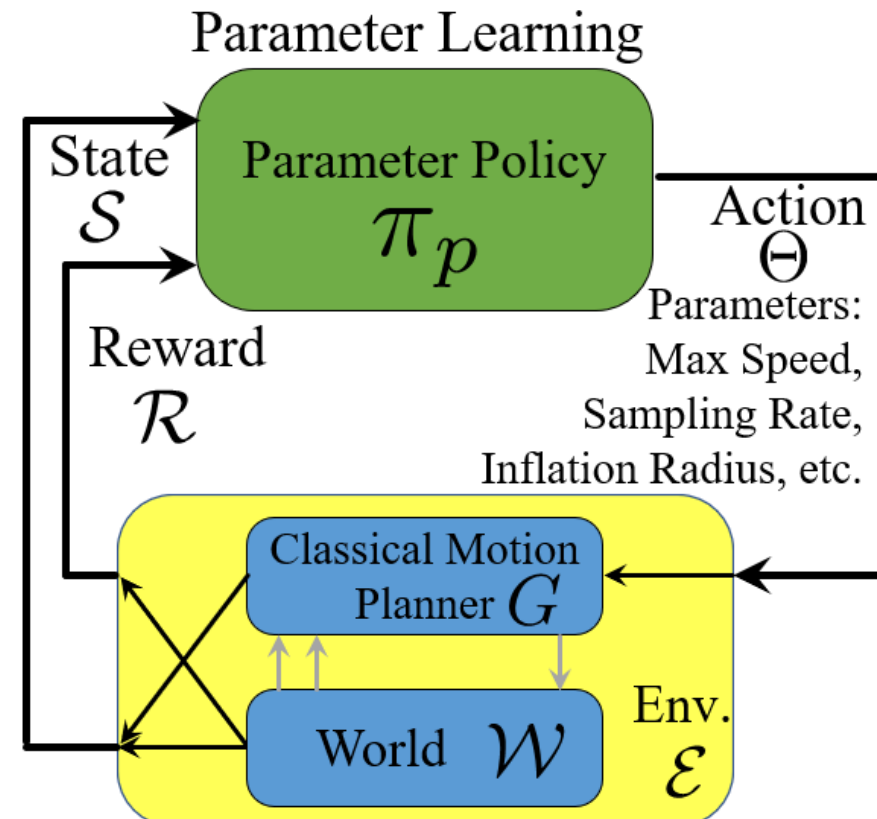 Parameter Learning
State
𝒮
Parameter Policy
π_p
Action
Θ
Parameters:
Max Speed,
Sampling Rate,
Inflation Radius, etc.
Reward
ℛ
Classical Motion
Planner G
World 𝒲
Env.
ℰ